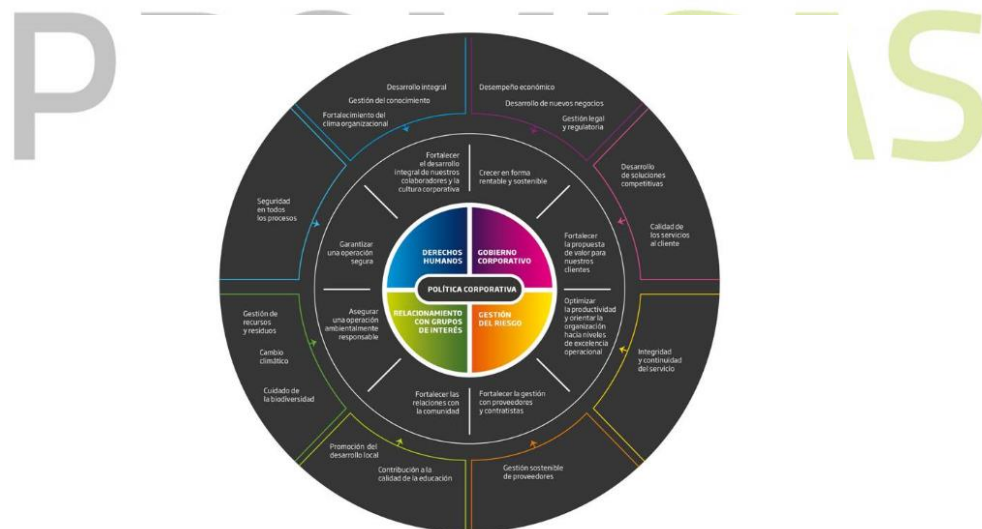 Desarrollo integral
Gestión del conocimiento
Fortalecimiento del
clima organizacional
Desempeño económico
Desarrollo de nuevos negocios
Gestión legal
y regulatoria
Seguridad
en todos
los procesos
Desarrollo
de soluciones
competitivas
Calidad de
los servicios
al cliente
Fortalecer
el desarrollo
integral de nuestros
colaboradores y la
cultura corporativa
Crecer en forma
rentable y sostenible
Garantizar
una operación
segura
Fortalecer
la propuesta
de valor para
nuestros
clientes
DERECHOS
HUMANOS
GOBIERNO
CORPORATIVO
POLÍTICA CORPORATIVA
RELACIONAMIENTO
CON GRUPOS
DE INTERÉS
GESTIÓN
DEL RIESGO
Asegurar
una operación
ambientalmente
responsable
Optimizar
la productividad
y orientar la
organización
hacia niveles
de excelencia
operacional
Gestión de
recursos
y residuos
Cambio
climático
Cuidado de
la biodiversidad
Integridad
y continuidad
del servicio
Fortalecer las
relaciones con
la comunidad
Fortalecer la gestión
con proveedores
y contratistas
Promoción del
desarrollo local
Contribución a la
calidad de la educación
Gestión sostenible
de proveedores